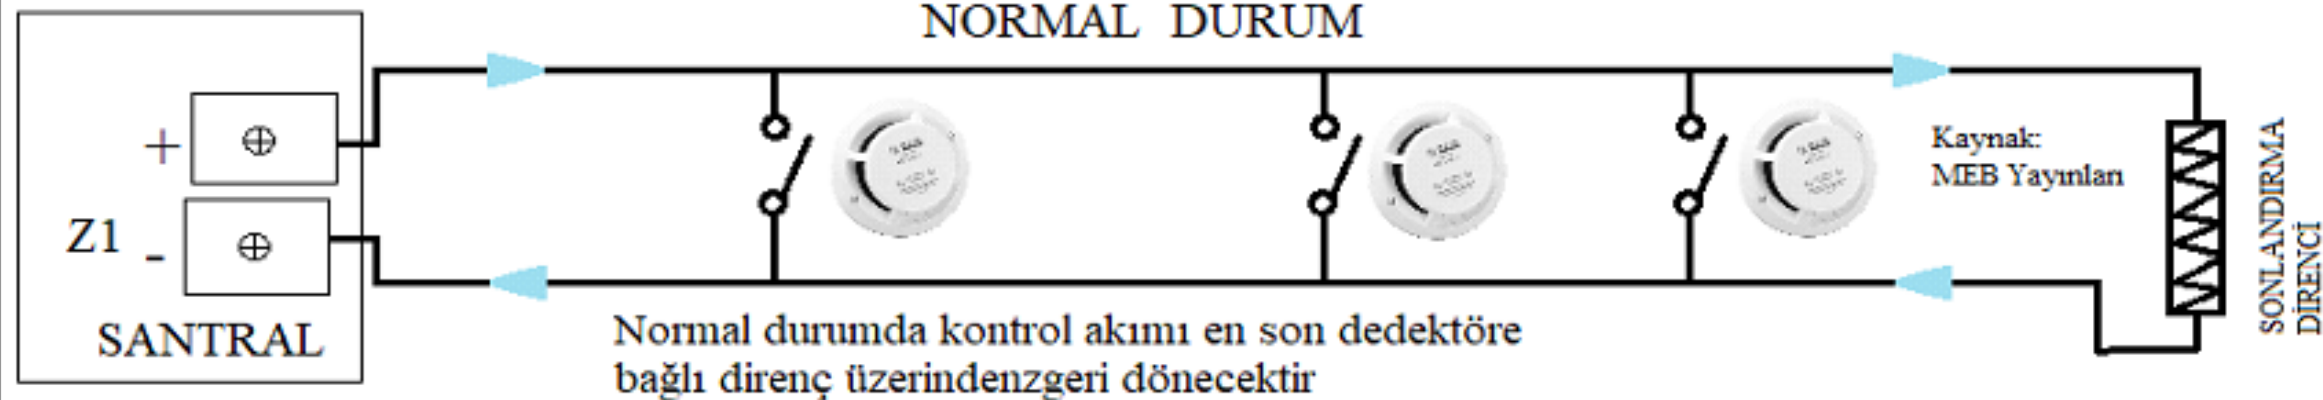 NORMAL DURUM
+
Z1
-
SANTRAL
Kaynak:
MEB Yayınları
SONLANDIRMA
DİRENCİ
Normal durumda kontrol akımı en son dedektöre
bağlı direnç üzerindenzgeri dönecektir